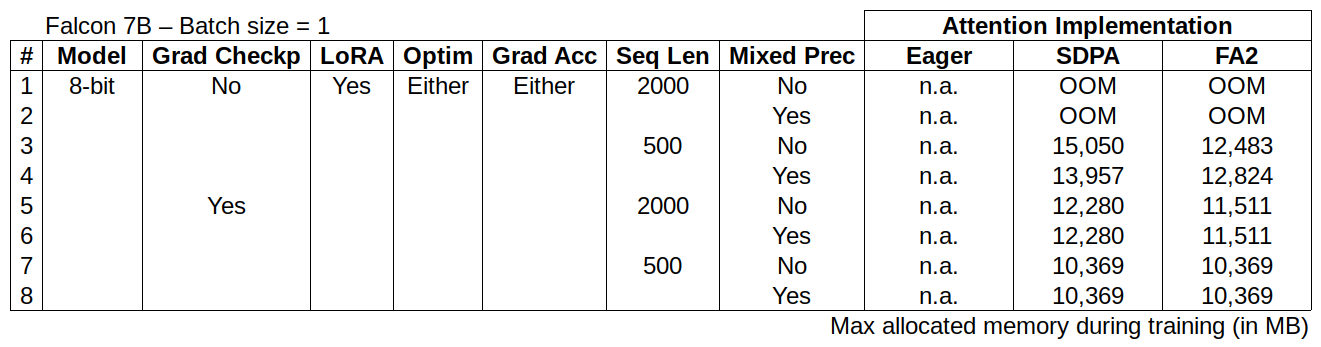 Falcon 7B – Batch size = 1 Attention Implementation
# Model Grad Checkp LoRA Optim Grad Acc Seq Len Mixed Prec Eager SDPA FA2
1 8-bit No Yes Either Either 2000 No n.a. OOM OOM
2 Yes n.a. OOM OOM
3 500 No n.a. 15,050 12,483
4 Yes n.a. 13,957 12,824
5 Yes 2000 No n.a. 12,280 11,511
6 Yes n.a. 12,280 11,511
7 500 No n.a. 10,369 10,369
8 Yes n.a. 10,369 10,369
Max allocated memory during training (in MB)